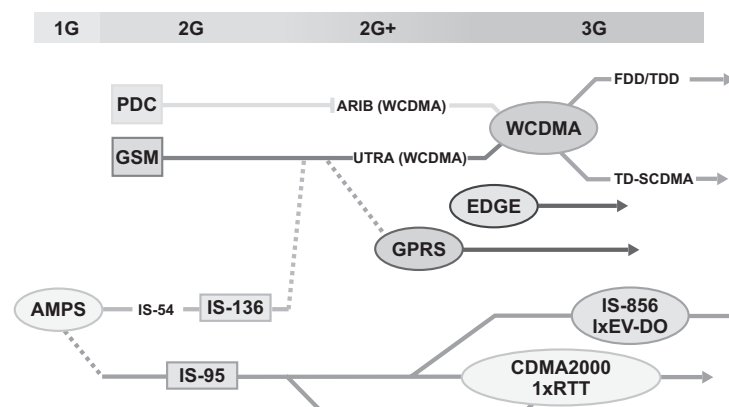 1G 2G 2G+ 3G
FDD/TDD
PDC ARIB (WCDMA)
WCDMA
GSM UTRA (WCDMA)
TD-SCDMA
EDGE
GPRS
AMPS IS-54 IS-136
IS-856
IxEV-DO
IS-95
CDMA2000
1xRTT